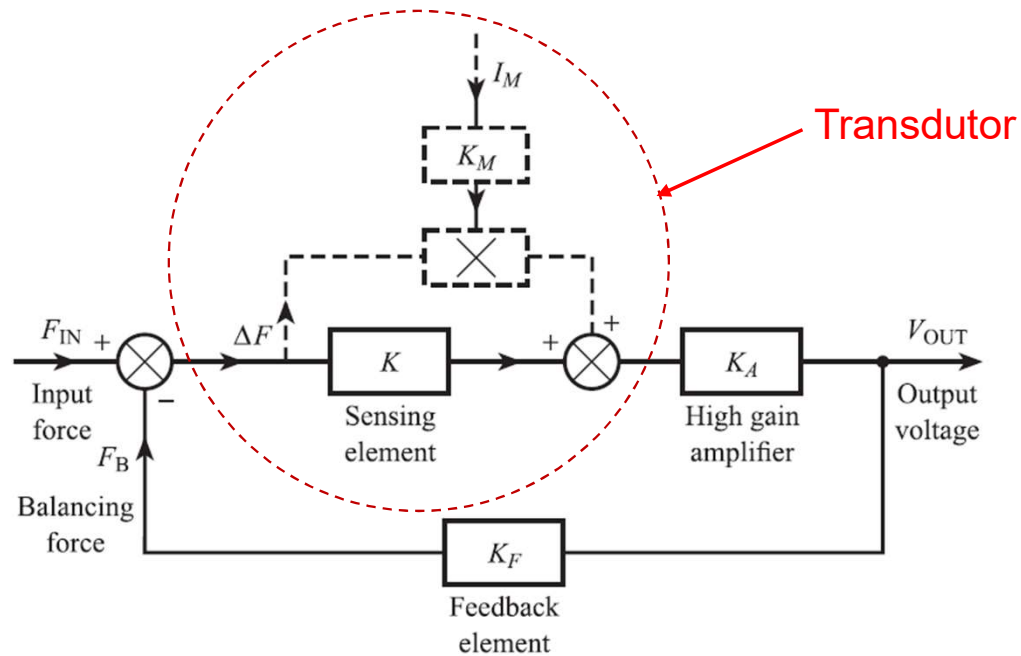 I_M
Transdutor
K_M
F_IN
+
ΔF
K
+
+
K_A
V_OUT
Input
force
−
Sensing
element
High gain
amplifier
Output
voltage
F_B
Balancing
force
K_F
Feedback
element